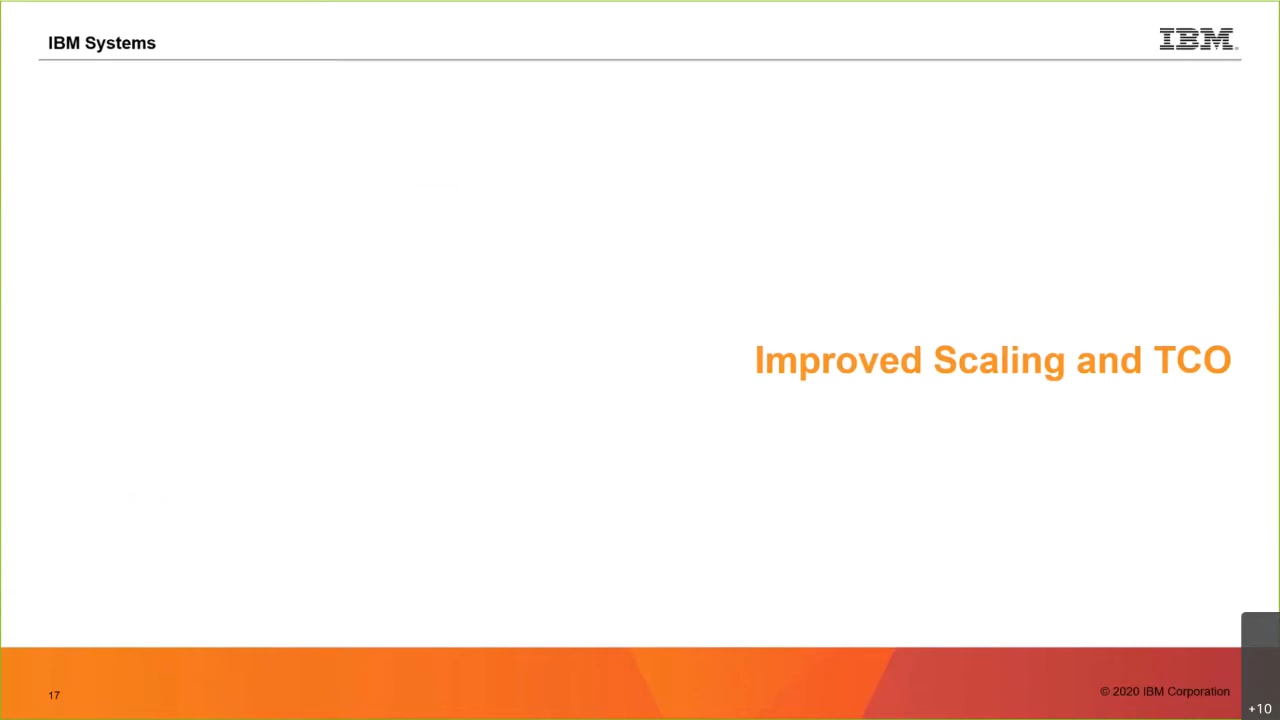 IBM Systems
IBM
Improved Scaling and TCO
17
© 2020 IBM Corporation
+10